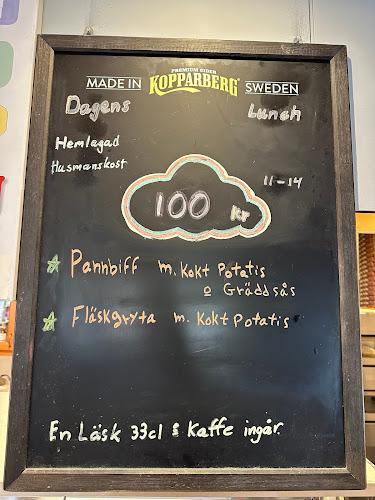 PREMIUM CIDER
MADE IN KOPPARBERG SWEDEN
Dagens Lunch
Hemlagad
Husmanskost
11-14
100 kr
Pannbiff m. Kokt Potatis
o Gräddsås
Fläskgryta m. Kokt Potatis
En Läsk 33cl & Kaffe ingår